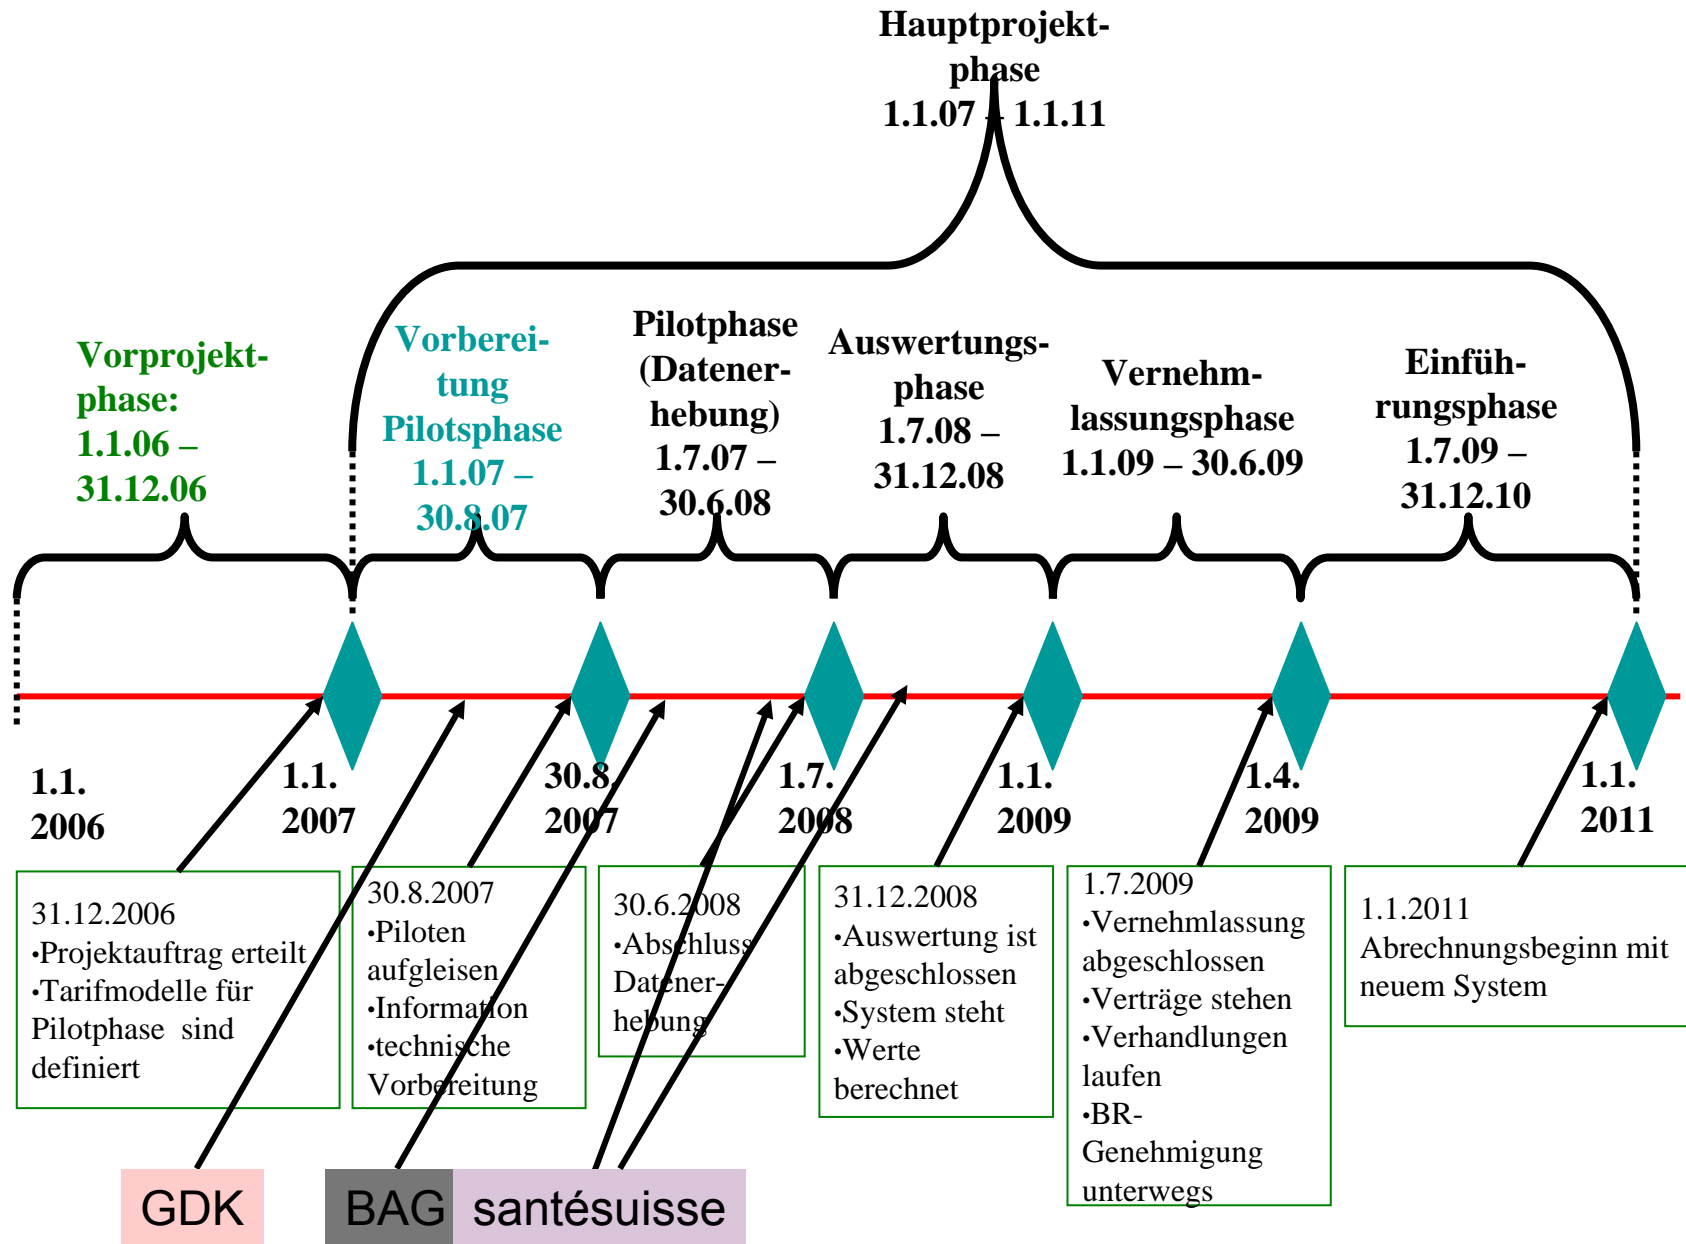 Hauptprojekt-
phase
1.1.07 – 1.1.11
Vorprojekt-
phase:
1.1.06 –
31.12.06
Vorberei-
tung
Pilotsphase
1.1.07 –
30.8.07
Pilotphase
(Datener-
hebung)
1.7.07 –
30.6.08
Auswertungs-
phase
1.7.08 –
31.12.08
Vernehm-
lassungsphase
1.1.09 – 30.6.09
Einfüh-
rungsphase
1.7.09 –
31.12.10
1.1.
2006
1.1.
2007
30.8.
2007
1.7.
2008
1.1.
2009
1.4.
2009
1.1.
2011
31.12.2006
•Projektauftrag erteilt
•Tarifmodelle für
Pilotphase sind
definiert
30.8.2007
•Piloten
aufgleisen
•Information
•technische
Vorbereitung
30.6.2008
•Abschluss
Datener-
hebung
31.12.2008
•Auswertung ist
abgeschlossen
•System steht
•Werte
berechnet
1.7.2009
•Vernehmlassung
abgeschlossen
•Verträge stehen
•Verhandlungen
laufen
•BR-
Genehmigung
unterwegs
1.1.2011
Abrechnungsbeginn mit
neuem System
GDK
BAG
santésuisse